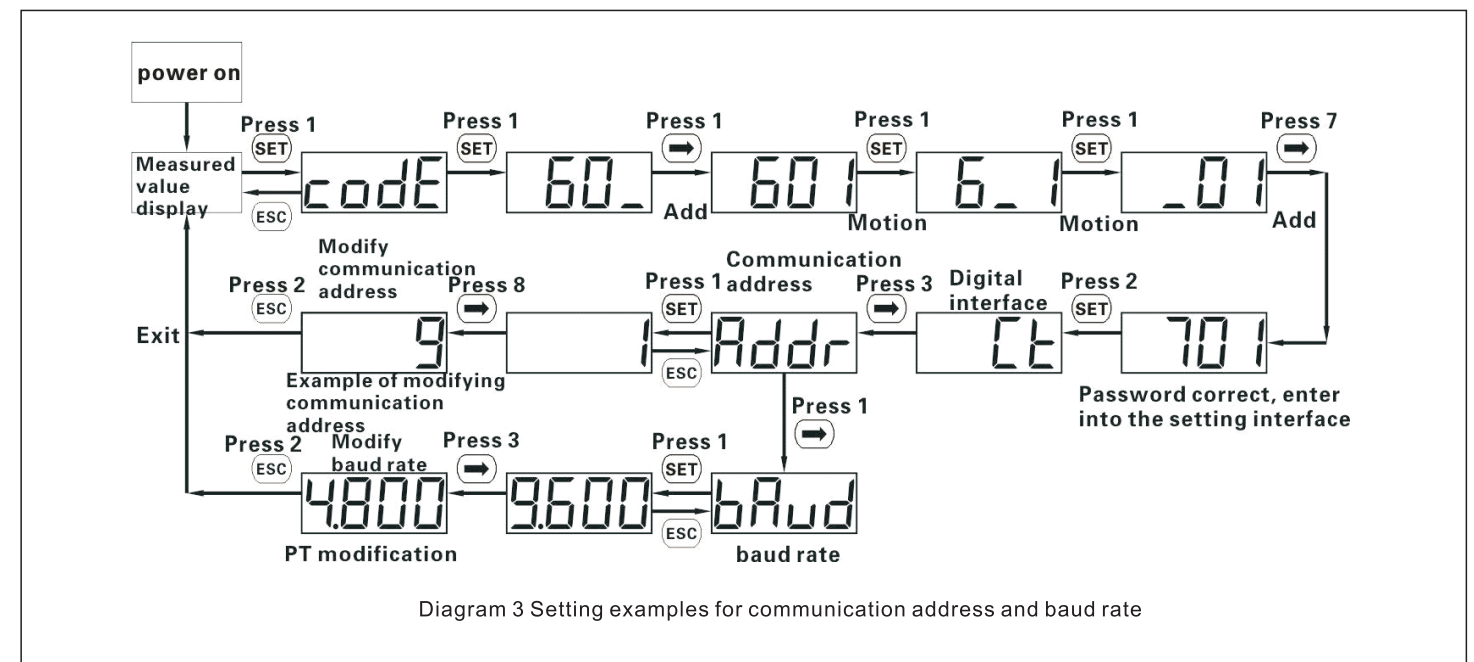 power on
Press 1
SET
Press 1
SET
Press 1
Press 1
SET
Press 1
SET
Press 7
Measured
value
display
ESC
codE
60_
Add
601
Motion
6_1
Motion
_01
Add
Exit
Press 2
ESC
Modify
communication
address
9
Press 8
1
Press 1
SET
ESC
Communication
address
Addr
Press 3
Digital
interface
Ct
Press 2
SET
701
Password correct, enter
into the setting interface
Example of modifying
communication
address
Press 1
Press 2
ESC
Modify
baud rate
4.800
PT modification
Press 3
9.600
Press 1
SET
ESC
bAud
baud rate
Diagram 3 Setting examples for communication address and baud rate